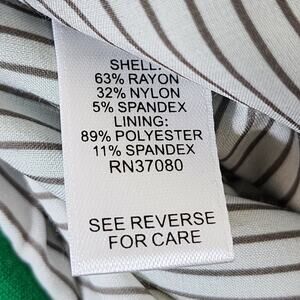 SHELL:
63% RAYON
32% NYLON
5% SPANDEX
LINING:
89% POLYESTER
11% SPANDEX
RN37080
SEE REVERSE
FOR CARE